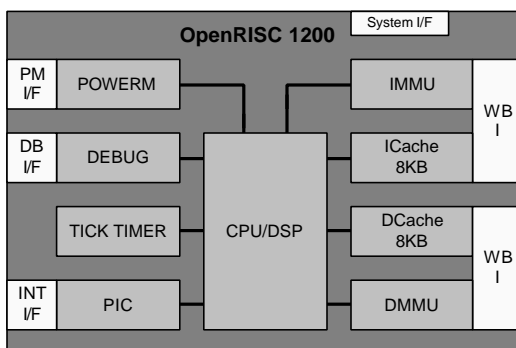 System I/F
OpenRISC 1200
PM
I/F
POWERM
IMMU
WB
I
DB
I/F
DEBUG
ICache
8KB
TICK TIMER
CPU/DSP
DCache
8KB
WB
I
INT
I/F
PIC
DMMU